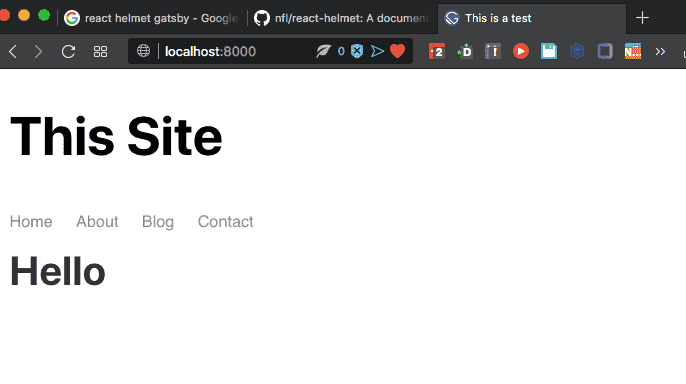 react helmet gatsby - Google
nfl/react-helmet: A document
This is a test
localhost:8000
0
2
D
This Site
Home About Blog Contact
Hello